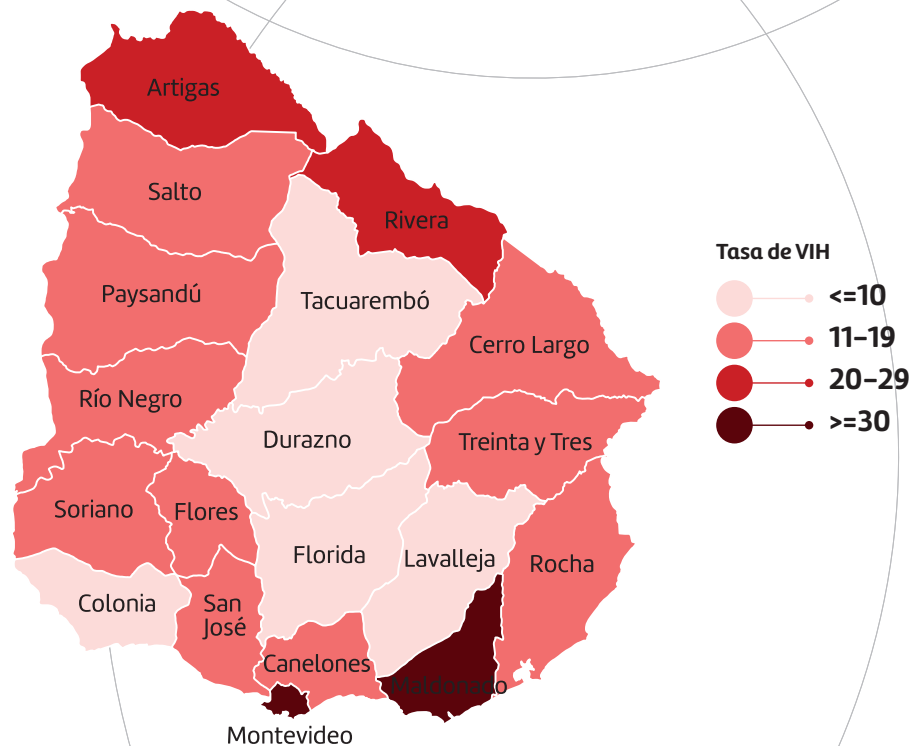 Artigas
Salto
Rivera
Paysandú
Tacuarembó
Cerro Largo
Río Negro
Durazno
Treinta y Tres
Soriano
Flores
Florida
Lavalleja
Rocha
Colonia
San
José
Canelones
Maldonado
Montevideo
Tasa de VIH
<=10
11–19
20–29
>=30